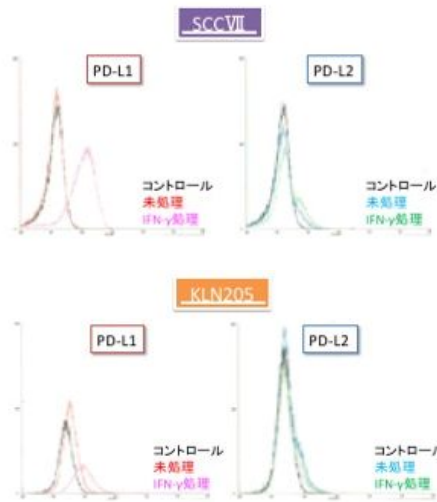 SCCⅦ
PD-L1
PD-L2
コントロール
未処理
IFN-γ処理
コントロール
未処理
IFN-γ処理
KLN205
PD-L1
PD-L2
コントロール
未処理
IFN-γ処理
コントロール
未処理
IFN-γ処理